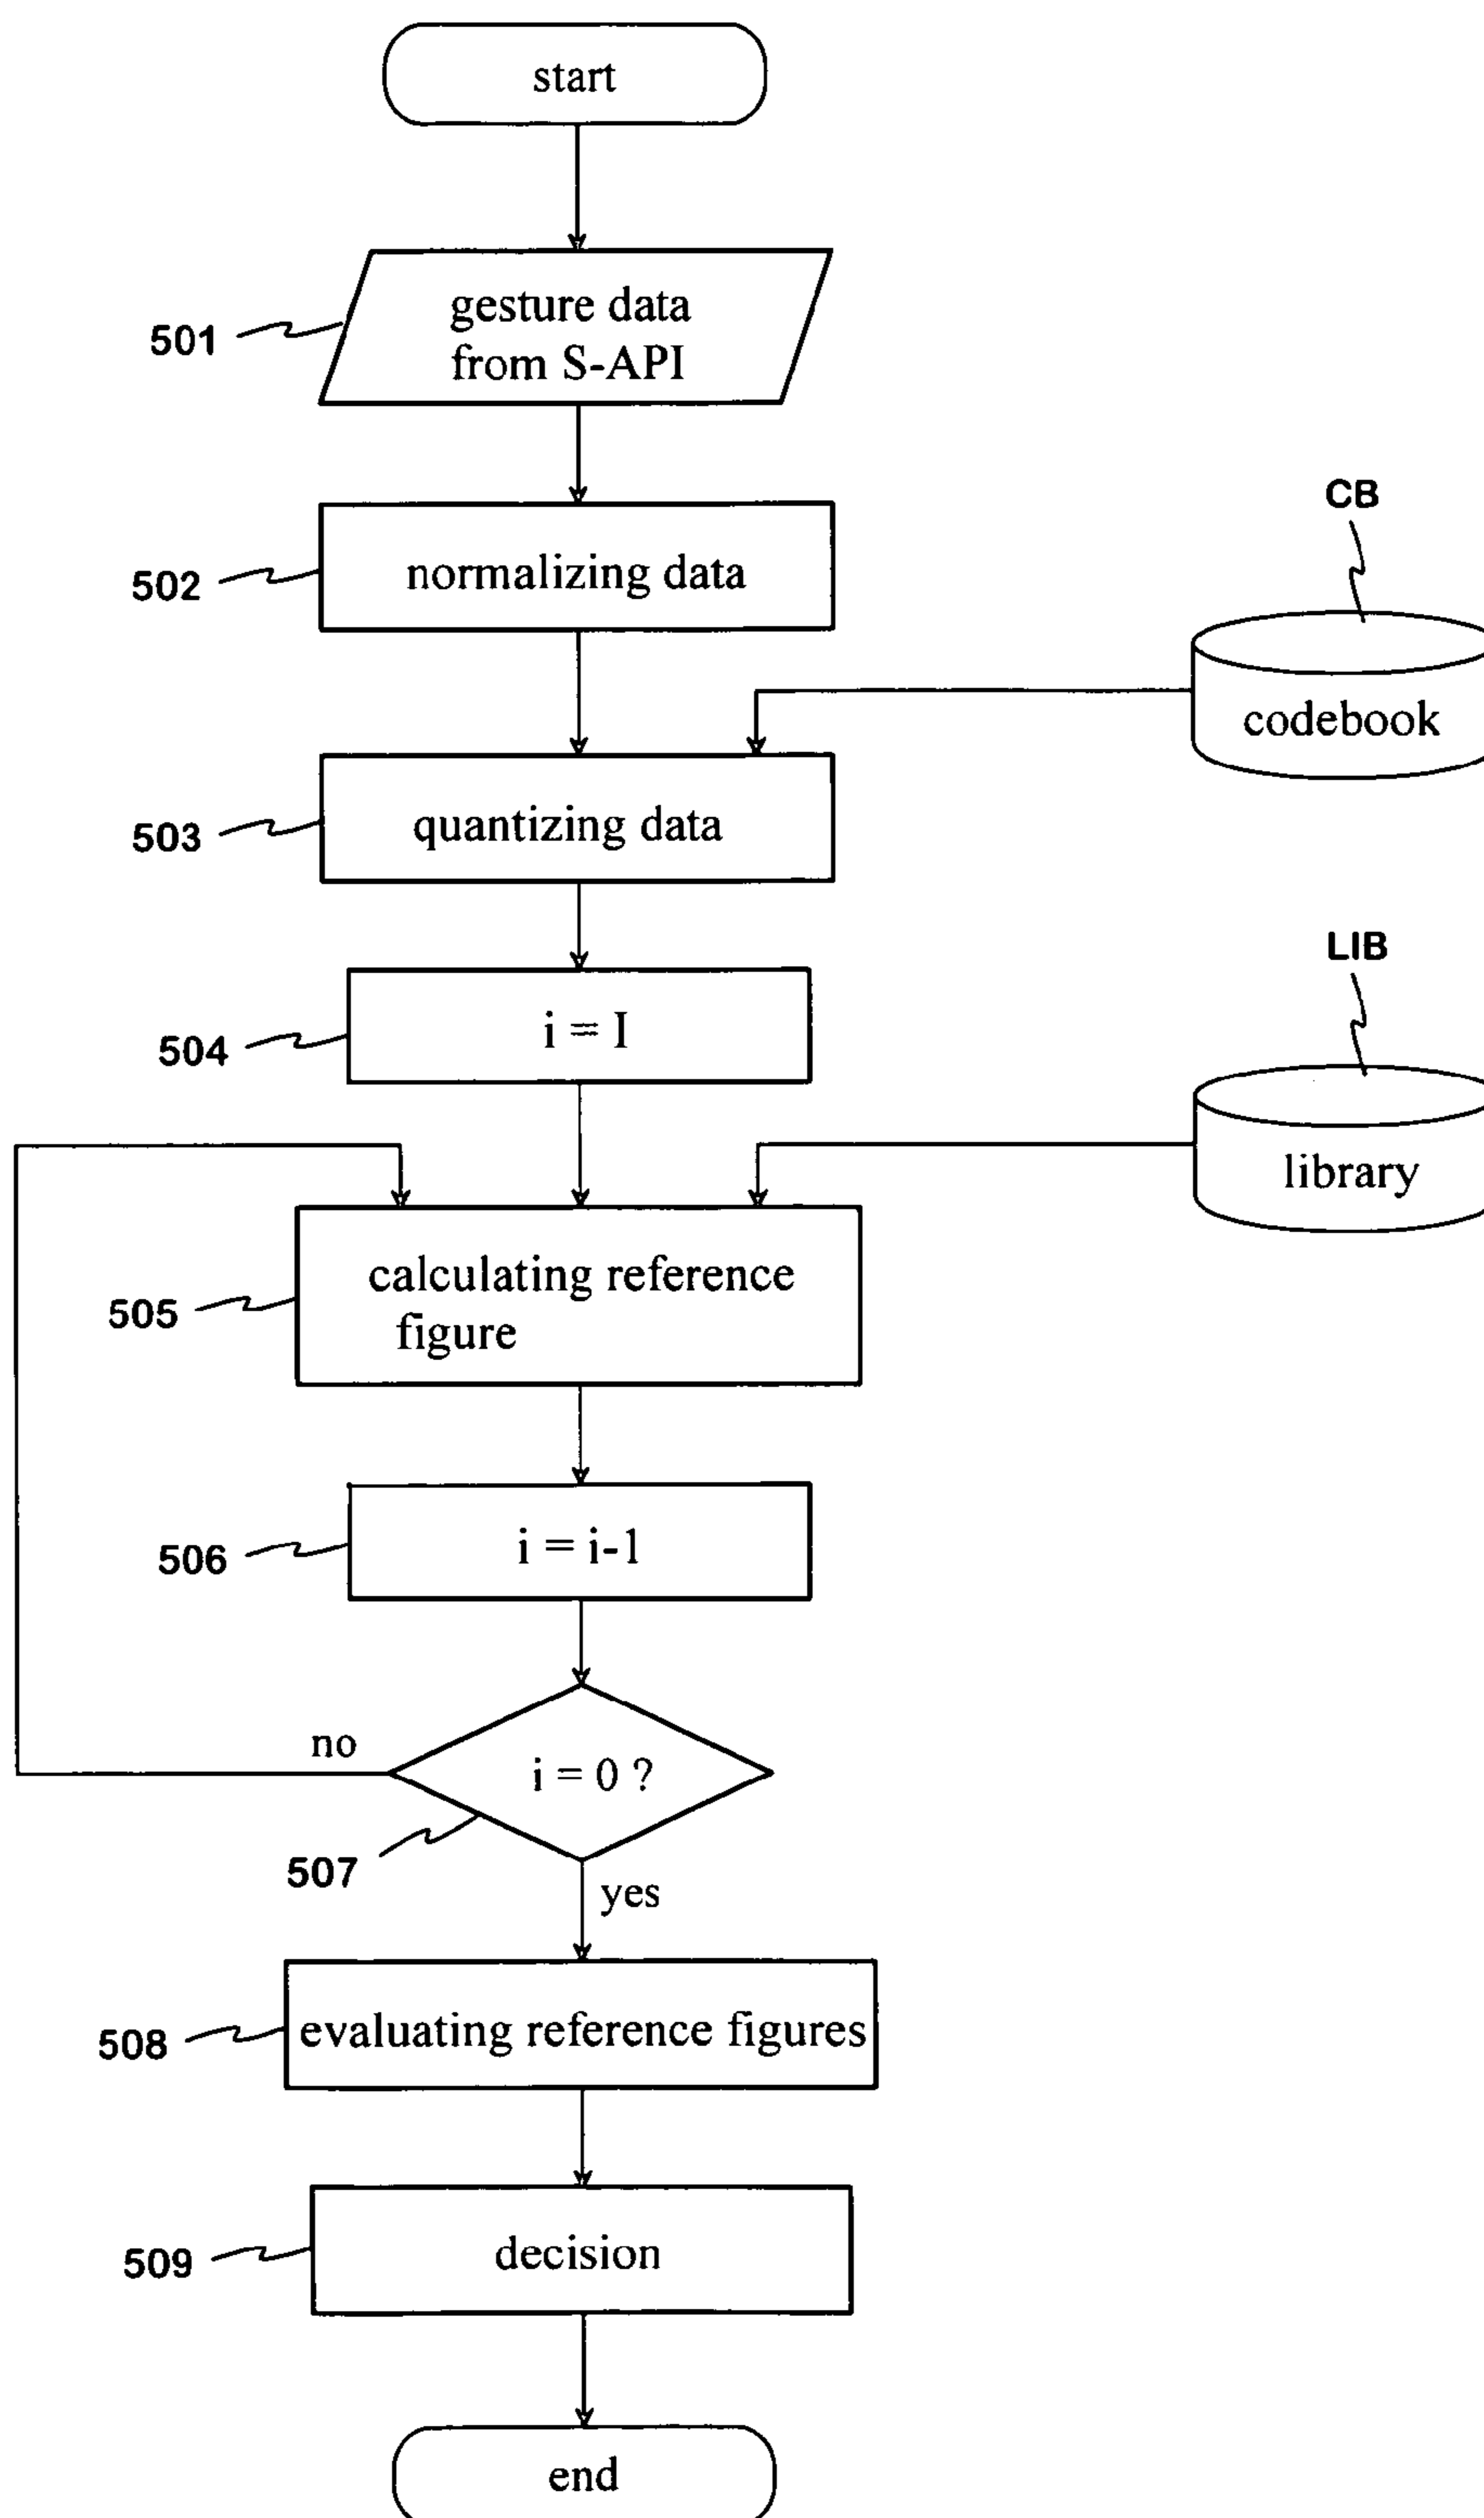 start
501
gesture data
from S-API
CB
502
normalizing data
codebook
503
quantizing data
LIB
504
i = I
library
505
calculating reference
figure
506
i = i-1
no
i = 0 ?
507
yes
508
evaluating reference figures
509
decision
end